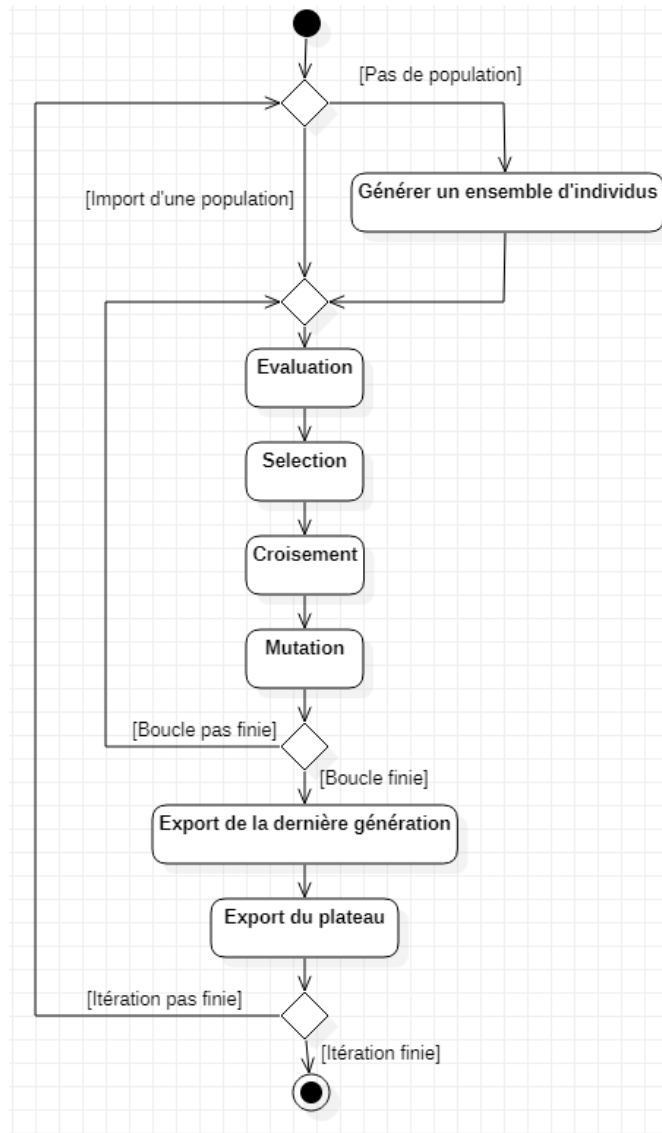 [Pas de population]
Générer un ensemble d'individus
[Import d'une population]
Evaluation
Selection
Croisement
Mutation
[Boucle pas finie]
[Boucle finie]
Export de la dernière génération
Export du plateau
[Itération pas finie]
[Itération finie]